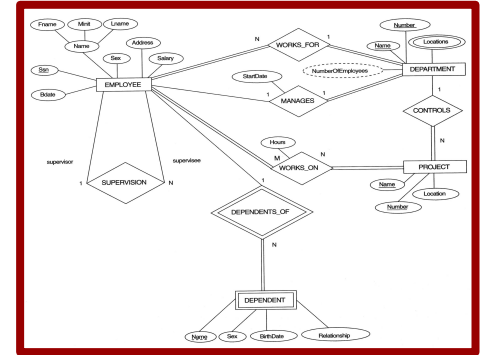 Fname
Minit
Lname
Name
Sex
Address
Salary
Ssn
Bdate
EMPLOYEE
N
WORKS_FOR
1
StartDate
1
MANAGES
1
Number
Name
Locations
NumberOfEmployees
DEPARTMENT
1
CONTROLS
N
supervisor
supervisee
1
SUPERVISION
N
Hours
M
WORKS_ON
N
PROJECT
Name
Number
Location
1
DEPENDENTS_OF
N
DEPENDENT
Name
Sex
BirthDate
Relationship